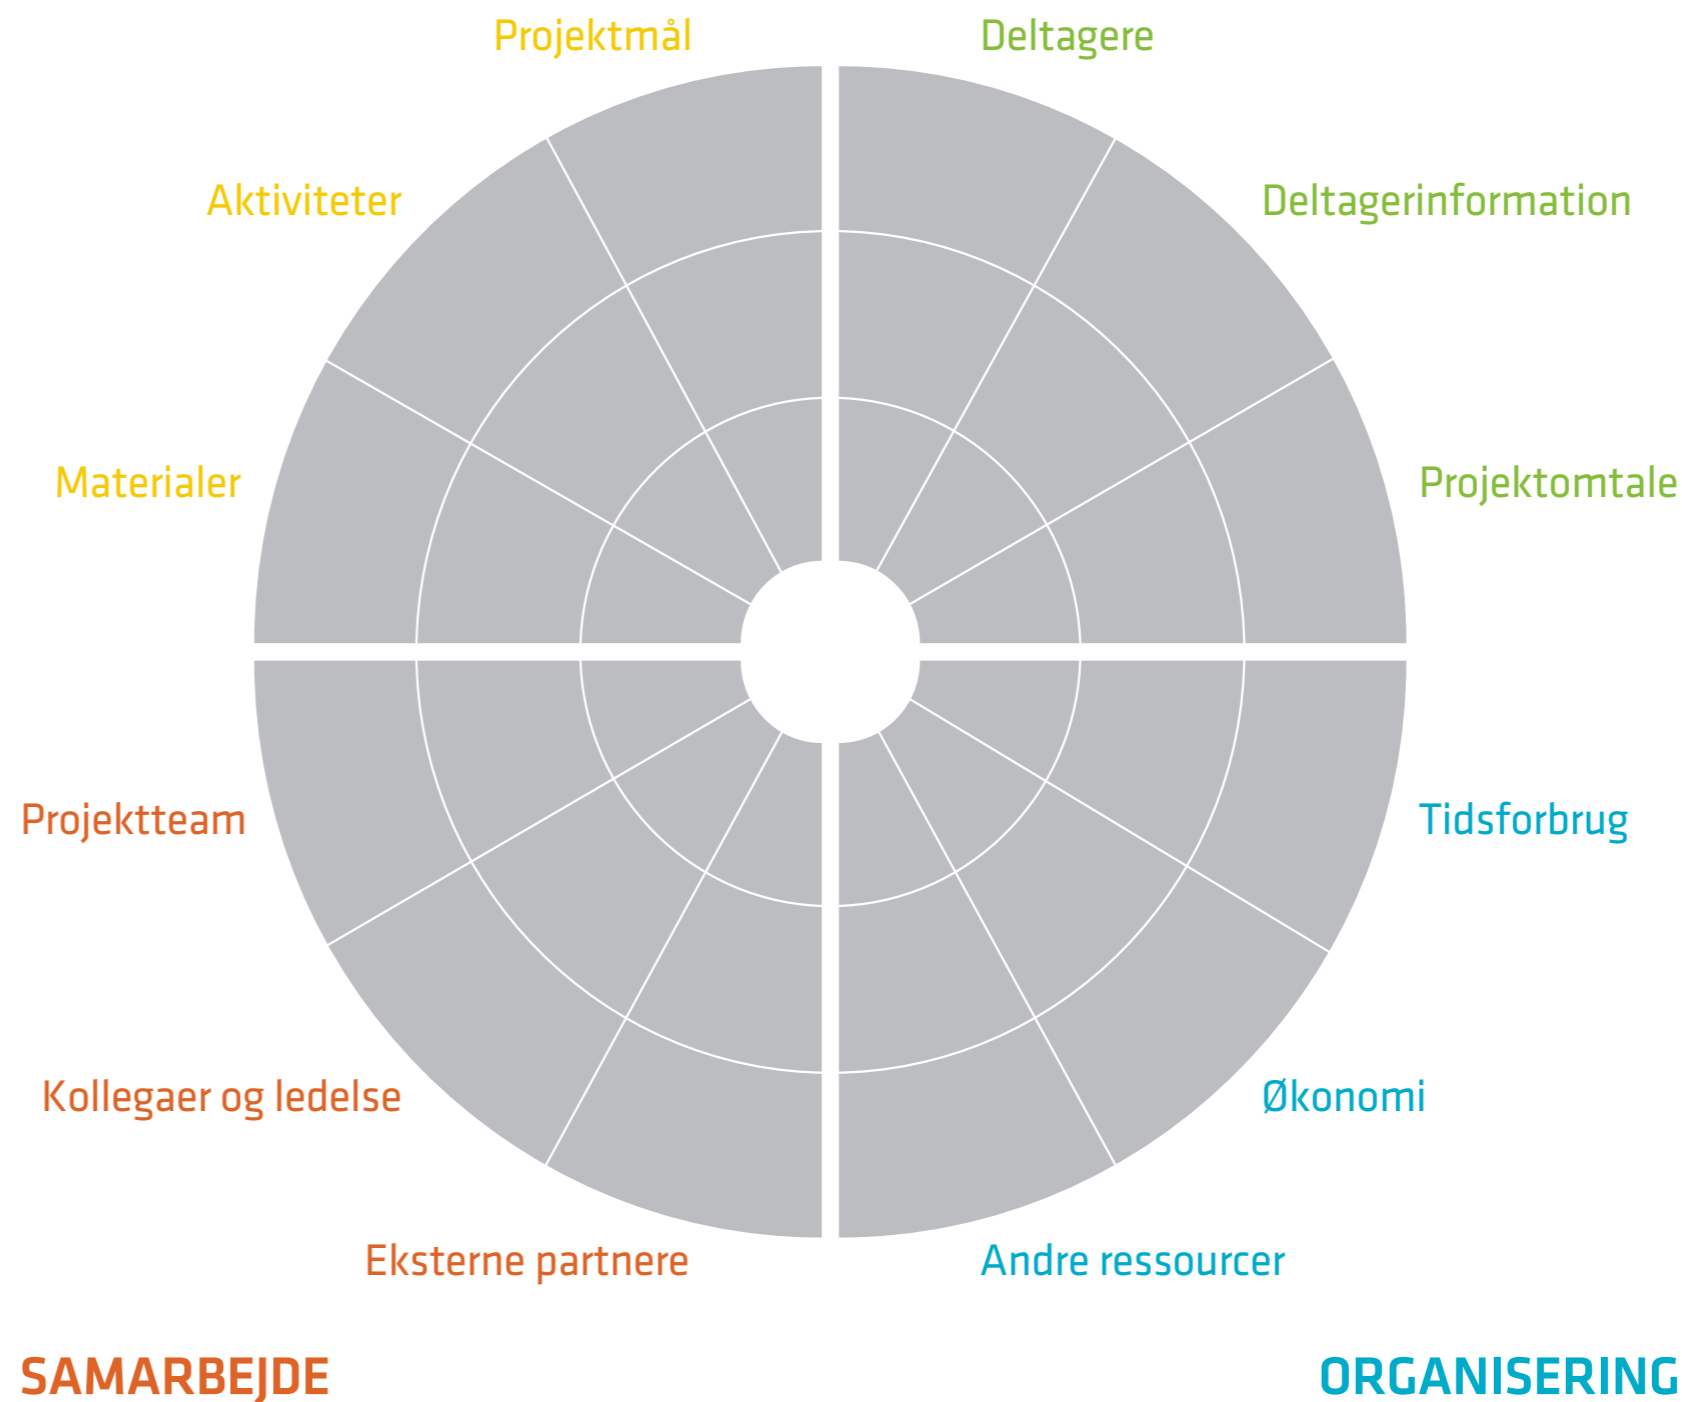 Projektmål
Deltagere
Aktiviteter
Deltagerinformation
Materialer
Projektomtale
Projektteam
Tidsforbrug
Kollegaer og ledelse
Økonomi
Eksterne partnere
Andre ressourcer
SAMARBEJDE
ORGANISERING